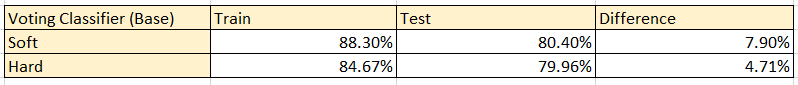 Voting Classifier (Base) Train Test Difference
Soft 88.30% 80.40% 7.90%
Hard 84.67% 79.96% 4.71%